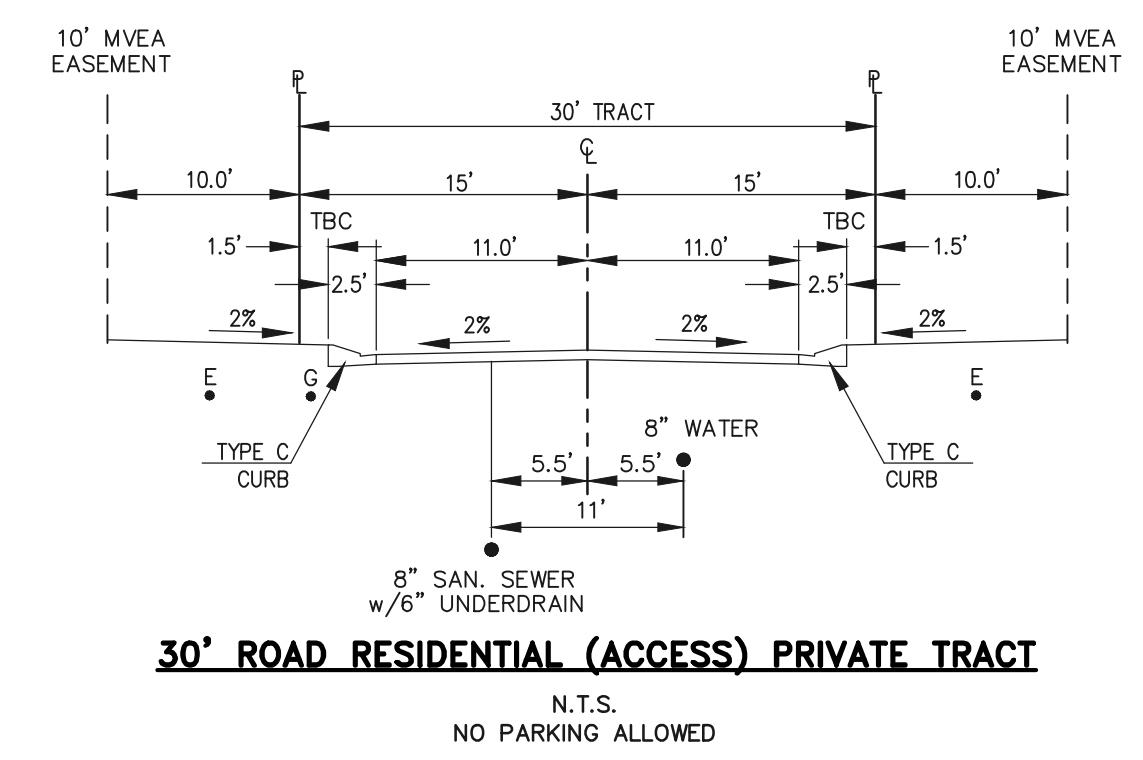 10' MVEA
EASEMENT
10' MVEA
EASEMENT
PL
PL
30' TRACT
CL
10.0'
15'
15'
10.0'
TBC
TBC
1.5'
11.0'
11.0'
1.5'
2.5'
2.5'
2%
2%
2%
2%
E
G
E
8" WATER
TYPE C
CURB
5.5'
5.5'
TYPE C
CURB
11'
8" SAN. SEWER
w/6" UNDERDRAIN
30' ROAD RESIDENTIAL (ACCESS) PRIVATE TRACT
N.T.S.
NO PARKING ALLOWED